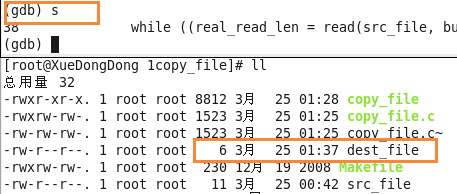 (gdb) s
38 while ((real_read_len = read(src_file, bu
(gdb)
[root@XueDongDong 1copy_file]# ll
总用量 32
-rwxr-xr-x. 1 root root 8812 3月 25 01:28 copy_file
-rwxrw-rw-. 1 root root 1523 3月 25 01:25 copy_file.c
-rw-rw-rw-. 1 root root 1523 3月 25 01:25 copy_file.c~
-rw-r--r--. 1 root root 6 3月 25 01:37 dest_file
-rwxrw-rw-. 1 root root 230 12月 19 2008 Makefile
-rw-r--r--. 1 root root 11 3月 25 00:42 src_file